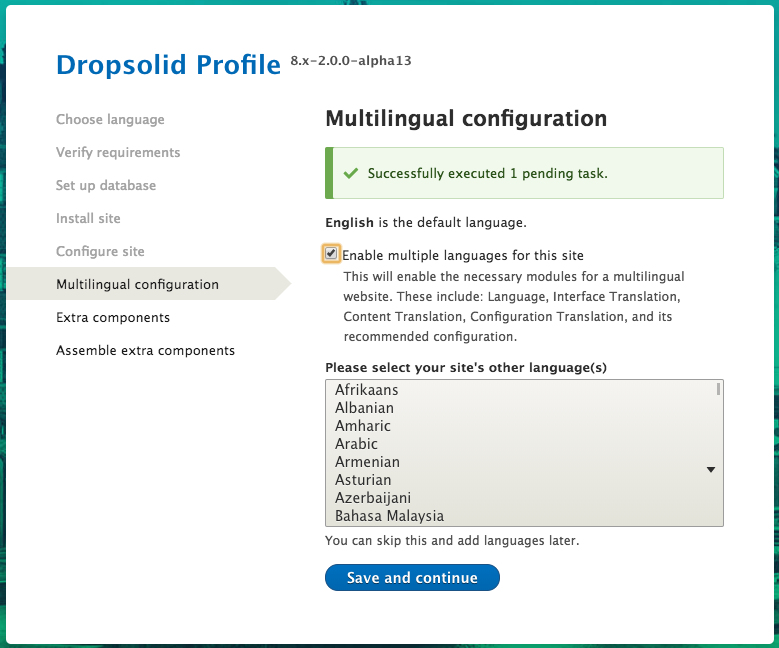 Dropsolid Profile 8.x-2.0.0-alpha13
Choose language
Verify requirements
Set up database
Install site
Configure site
Multilingual configuration
Extra components
Assemble extra components
Multilingual configuration
Successfully executed 1 pending task.
English is the default language.
Enable multiple languages for this site
This will enable the necessary modules for a multilingual
website. These include: Language, Interface Translation,
Content Translation, Configuration Translation, and its
recommended configuration.
Please select your site's other language(s)
Afrikaans
Albanian
Amharic
Arabic
Armenian
Asturian
Azerbaijani
Bahasa Malaysia
You can skip this and add languages later.
Save and continue